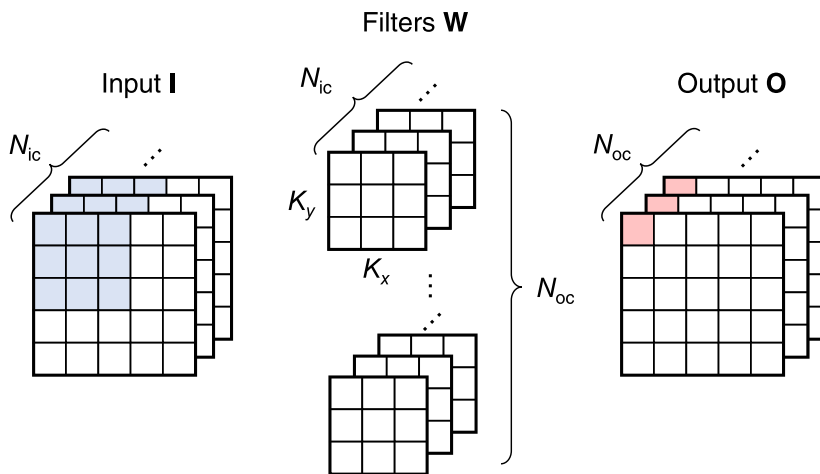 Filters W
Input I
Output O
N_ic
N_ic
N_oc
K_y
K_x
N_oc